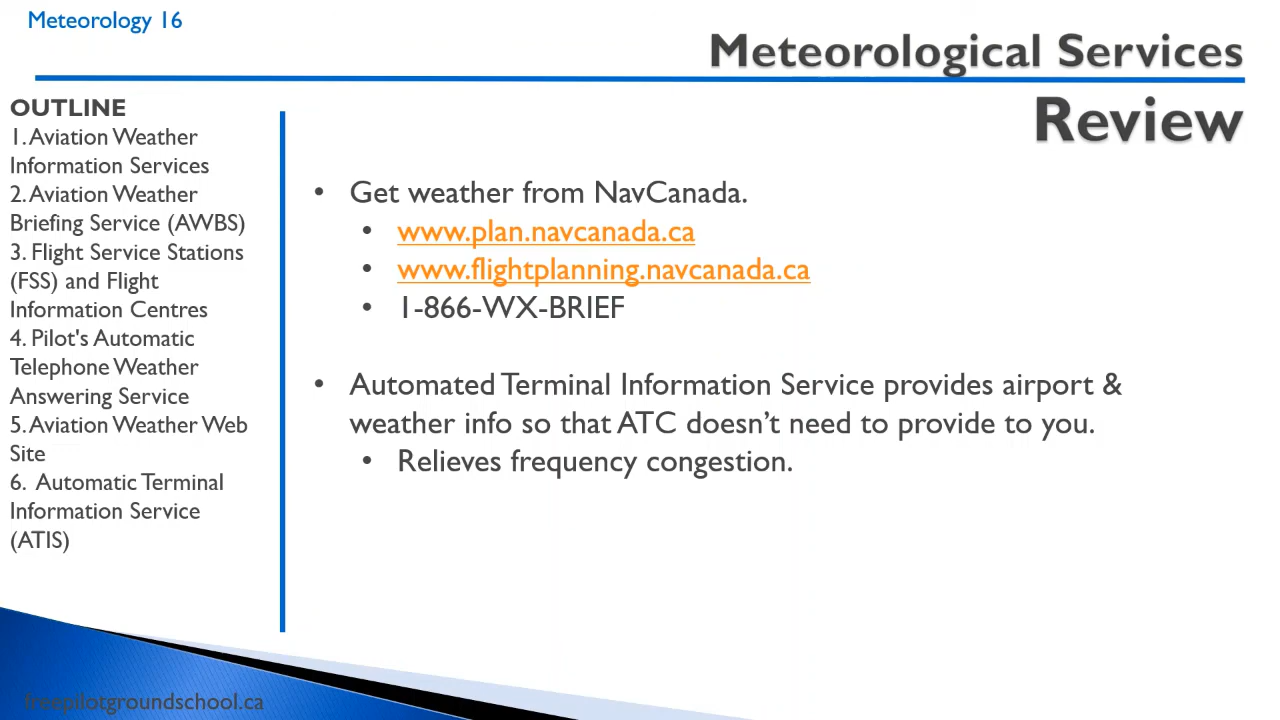 Meteorology 16
Meteorological Services
Review
OUTLINE
1. Aviation Weather
Information Services
2. Aviation Weather
Briefing Service (AWBS)
3. Flight Service Stations
(FSS) and Flight
Information Centres
4. Pilot's Automatic
Telephone Weather
Answering Service
5. Aviation Weather Web
Site
6. Automatic Terminal
Information Service
(ATIS)
• Get weather from NavCanada.
• www.plan.navcanada.ca
• www.flightplanning.navcanada.ca
• 1-866-WX-BRIEF
• Automated Terminal Information Service provides airport &
weather info so that ATC doesn’t need to provide to you.
• Relieves frequency congestion.
freepilotgroundschool.ca